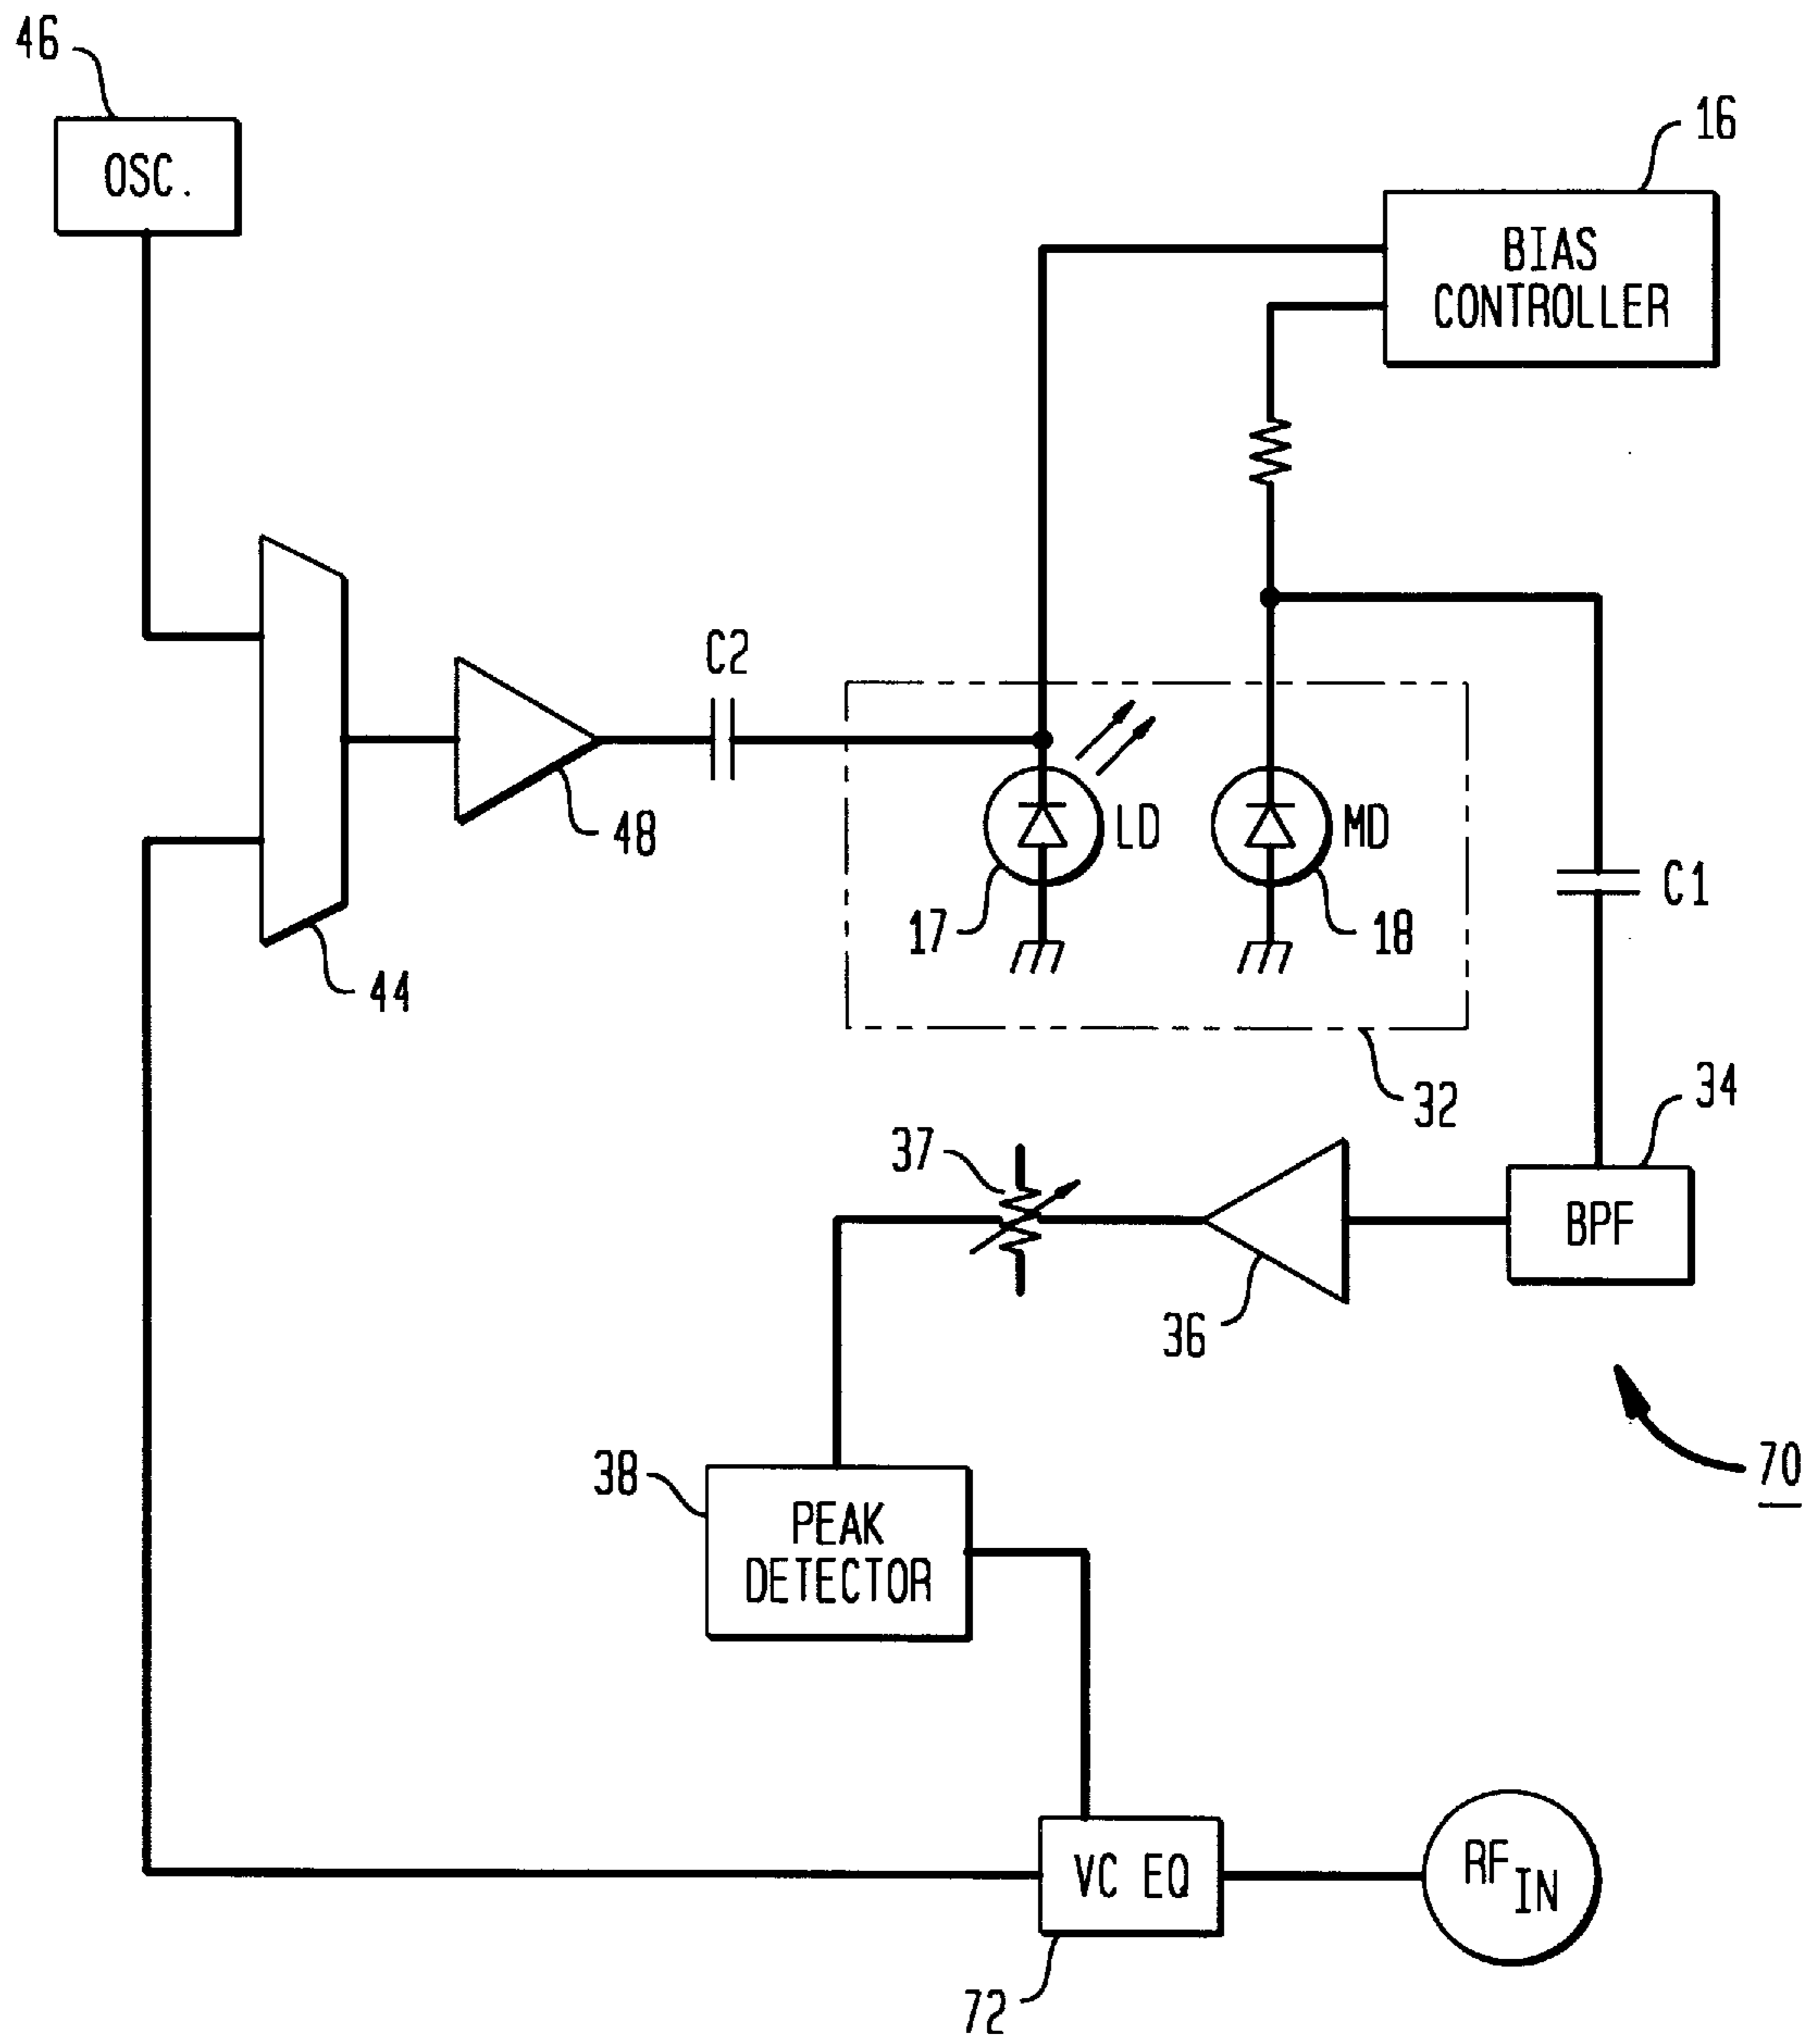 46
OSC.
16
BIAS
CONTROLLER
C2
48
LD
MD
17
18
C1
44
32
34
37
BPF
36
38
PEAK
DETECTOR
70
VC EQ
RF IN
72